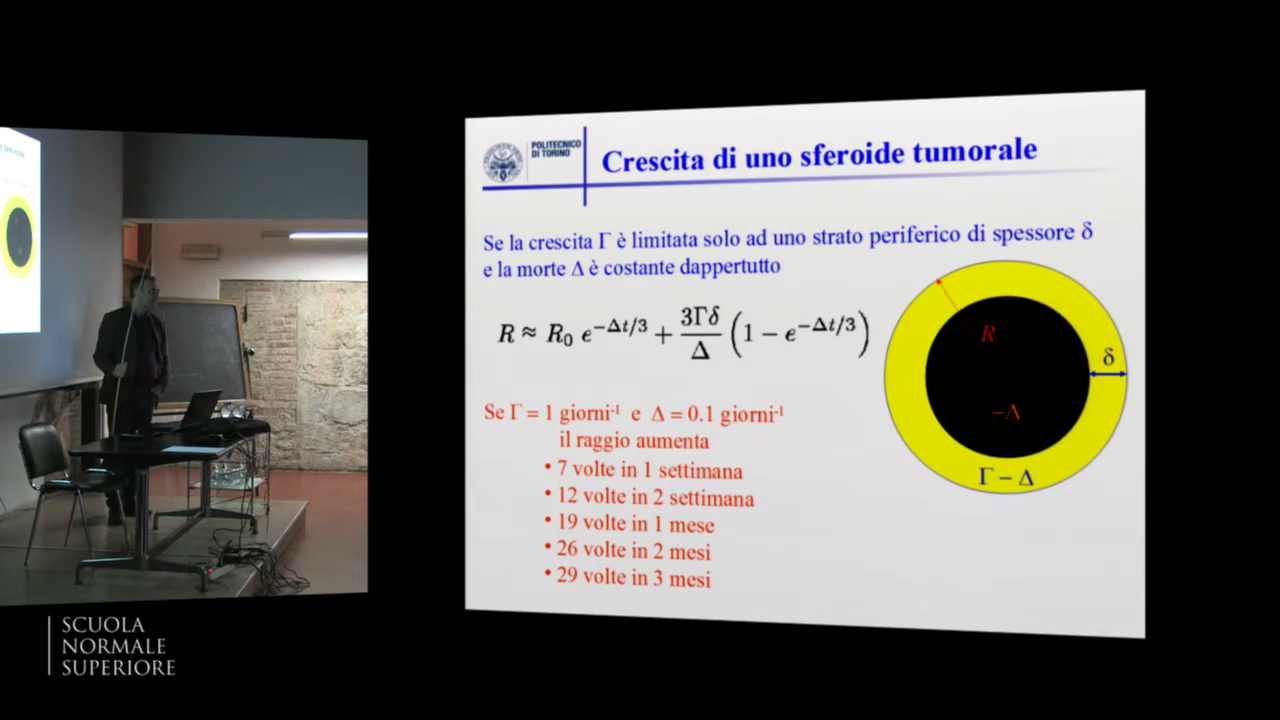 POLITECNICO
DI TORINO
Crescita di uno sferoide tumorale
Se la crescita Γ è limitata solo ad uno strato periferico di spessore δ
e la morte Δ è costante dappertutto
R ≈ R₀ e^{-Δt/3} + 3Γδ/Δ (1 − e^{-Δt/3})
R
δ
−Δ
Γ − Δ
Se Γ = 1 giorni⁻¹ e Δ = 0.1 giorni⁻¹
il raggio aumenta
• 7 volte in 1 settimana
• 12 volte in 2 settimana
• 19 volte in 1 mese
• 26 volte in 2 mesi
• 29 volte in 3 mesi
SCUOLA
NORMALE
SUPERIORE